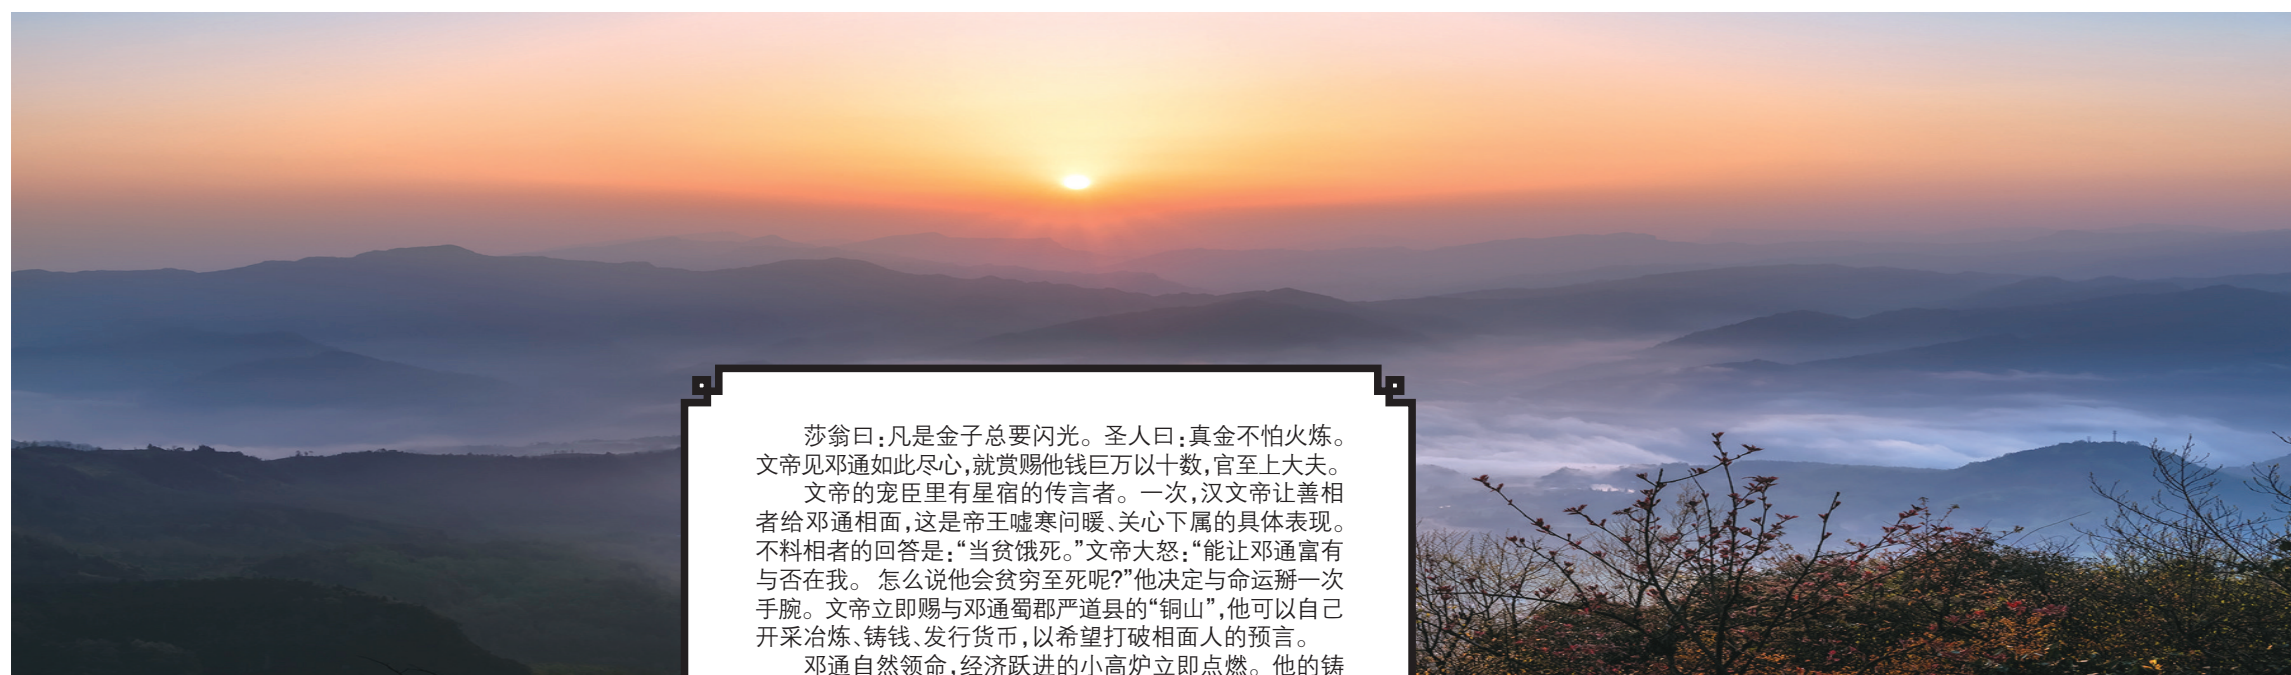 莎翁曰：凡是金子总要闪光。圣人曰：真金不怕火炼。
文帝见邓通如此尽心，就赏赐他钱巨万以十数，官至上大夫。
文帝的宠臣里有星宿的传言者。一次，汉文帝让善相
者给邓通相面，这是帝王嘘寒问暖、关心下属的具体表现。
不料相者的回答是：“当贫饿死。”文帝大怒：“能让邓通富有
与否在我。 怎么说他会贫穷至死呢?”他决定与命运掰一次
手腕。文帝立即赐与邓通蜀郡严道县的“铜山”，他可以自己
开采冶炼、铸钱、发行货币，以希望打破相面人的预言。
邓通自然领命，经济跃进的小高炉立即点燃。他的铸